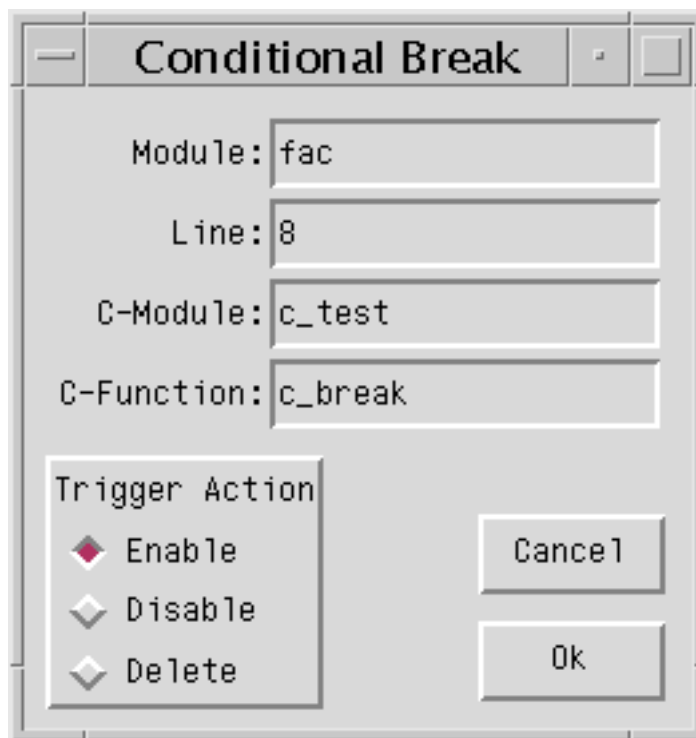 Conditional Break
Module: fac
Line: 8
C-Module: c_test
C-Function: c_break
Trigger Action
Enable
Disable
Delete
Cancel
Ok